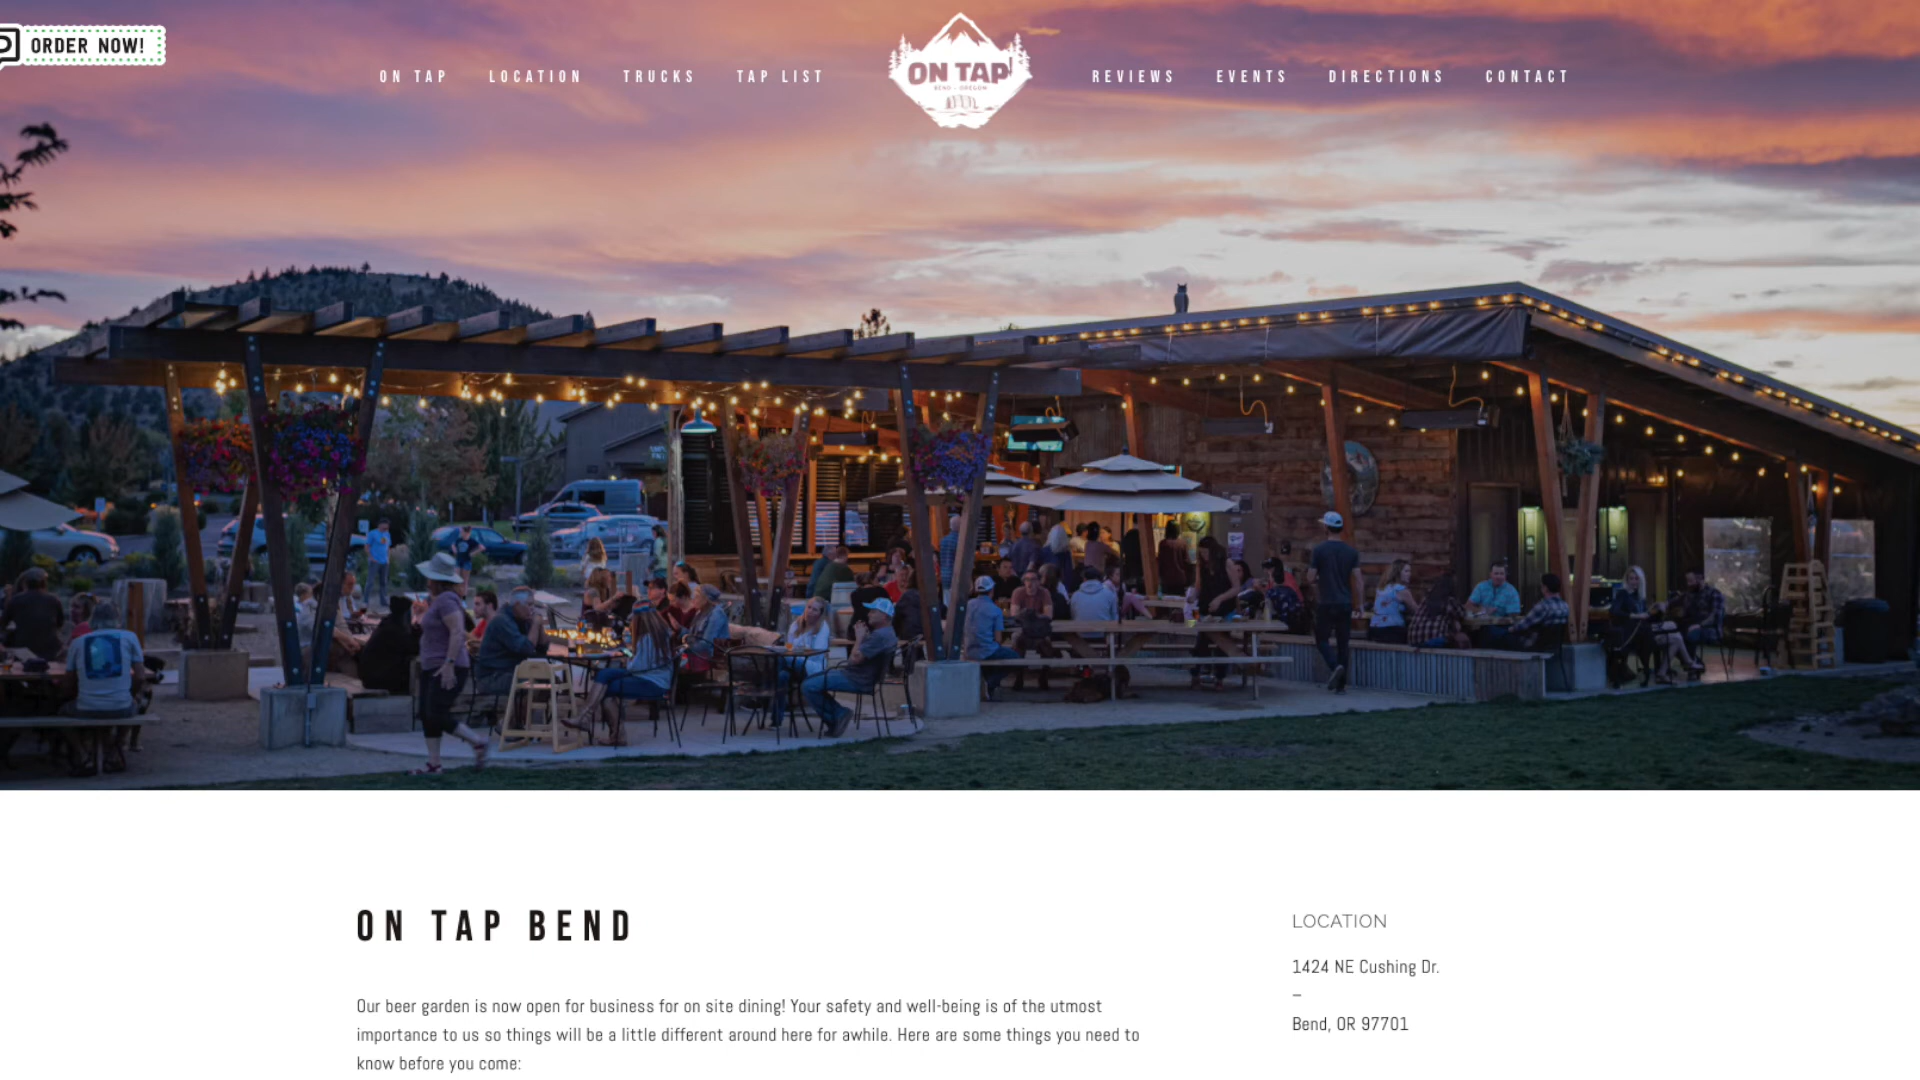 ORDER NOW!
ON TAP
LOCATION
TRUCKS
TAP LIST
ON TAP
BEND - OREGON
REVIEWS
EVENTS
DIRECTIONS
CONTACT
ON TAP BEND
Our beer garden is now open for business for on site dining! Your safety and well-being is of the utmost
importance to us so things will be a little different around here for awhile. Here are some things you need to
know before you come:
LOCATION
1424 NE Cushing Dr.
–
Bend, OR 97701